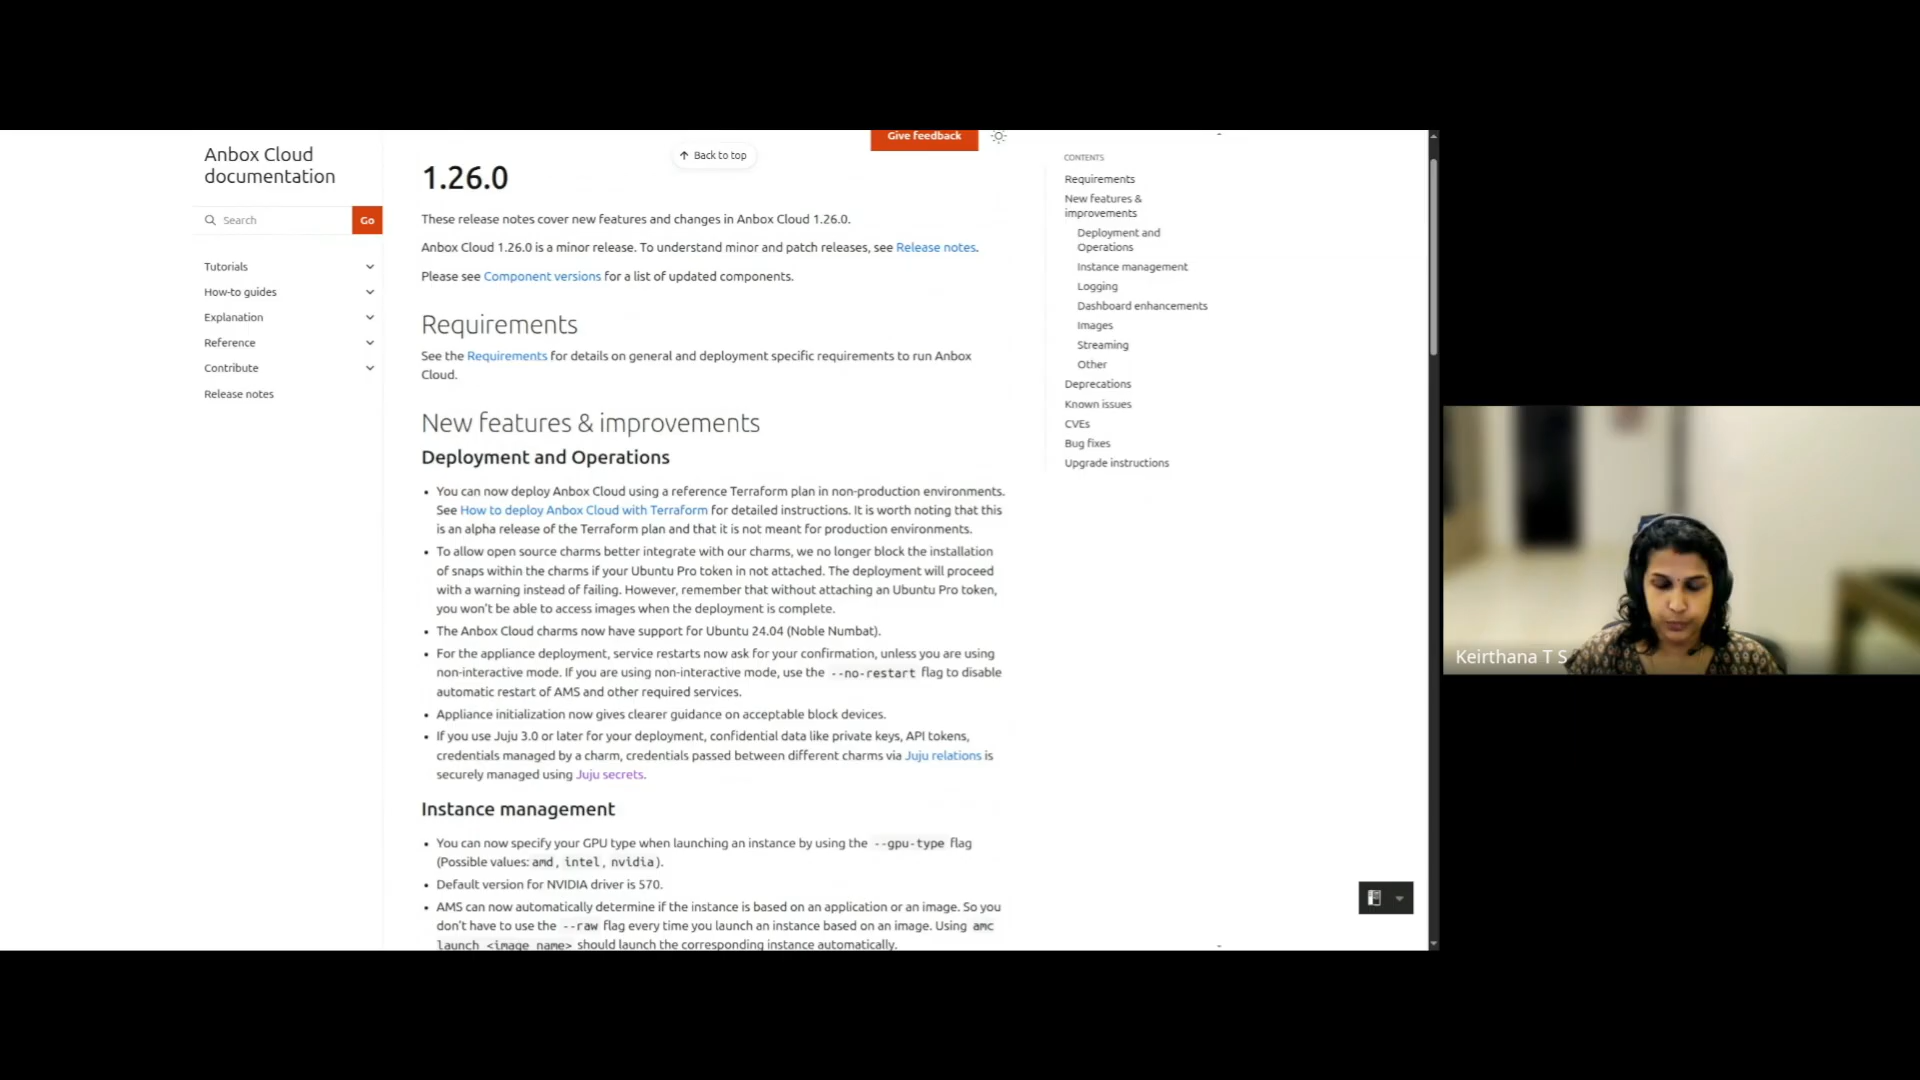 Anbox Cloud
documentation
Search
Go
Tutorials
How-to guides
Explanation
Reference
Contribute
Release notes
Back to top
Give feedback
1.26.0
These release notes cover new features and changes in Anbox Cloud 1.26.0.
Anbox Cloud 1.26.0 is a minor release. To understand minor and patch releases, see Release notes.
Please see Component versions for a list of updated components.
Requirements
See the Requirements for details on general and deployment specific requirements to run Anbox
Cloud.
New features & improvements
Deployment and Operations
• You can now deploy Anbox Cloud using a reference Terraform plan in non-production environments.
See How to deploy Anbox Cloud with Terraform for detailed instructions. It is worth noting that this
is an alpha release of the Terraform plan and that it is not meant for production environments.
• To allow open source charms better integrate with our charms, we no longer block the installation
of snaps within the charms if your Ubuntu Pro token in not attached. The deployment will proceed
with a warning instead of failing. However, remember that without attaching an Ubuntu Pro token,
you won't be able to access images when the deployment is complete.
• The Anbox Cloud charms now have support for Ubuntu 24.04 (Noble Numbat).
• For the appliance deployment, service restarts now ask for your confirmation, unless you are using
non-interactive mode. If you are using non-interactive mode, use the --no-restart flag to disable
automatic restart of AMS and other required services.
• Appliance initialization now gives clearer guidance on acceptable block devices.
• If you use Juju 3.0 or later for your deployment, confidential data like private keys, API tokens,
credentials managed by a charm, credentials passed between different charms via Juju relations is
securely managed using Juju secrets.
Instance management
• You can now specify your GPU type when launching an instance by using the --gpu-type flag
(Possible values: amd, intel, nvidia).
• Default version for NVIDIA driver is 570.
• AMS can now automatically determine if the instance is based on an application or an image. So you
don't have to use the --raw flag every time you launch an instance based on an image. Using amc
launch <image name> should launch the corresponding instance automatically.
CONTENTS
Requirements
New features &
improvements
Deployment and
Operations
Instance management
Logging
Dashboard enhancements
Images
Streaming
Other
Deprecations
Known issues
CVEs
Bug fixes
Upgrade instructions
Keirthana T S